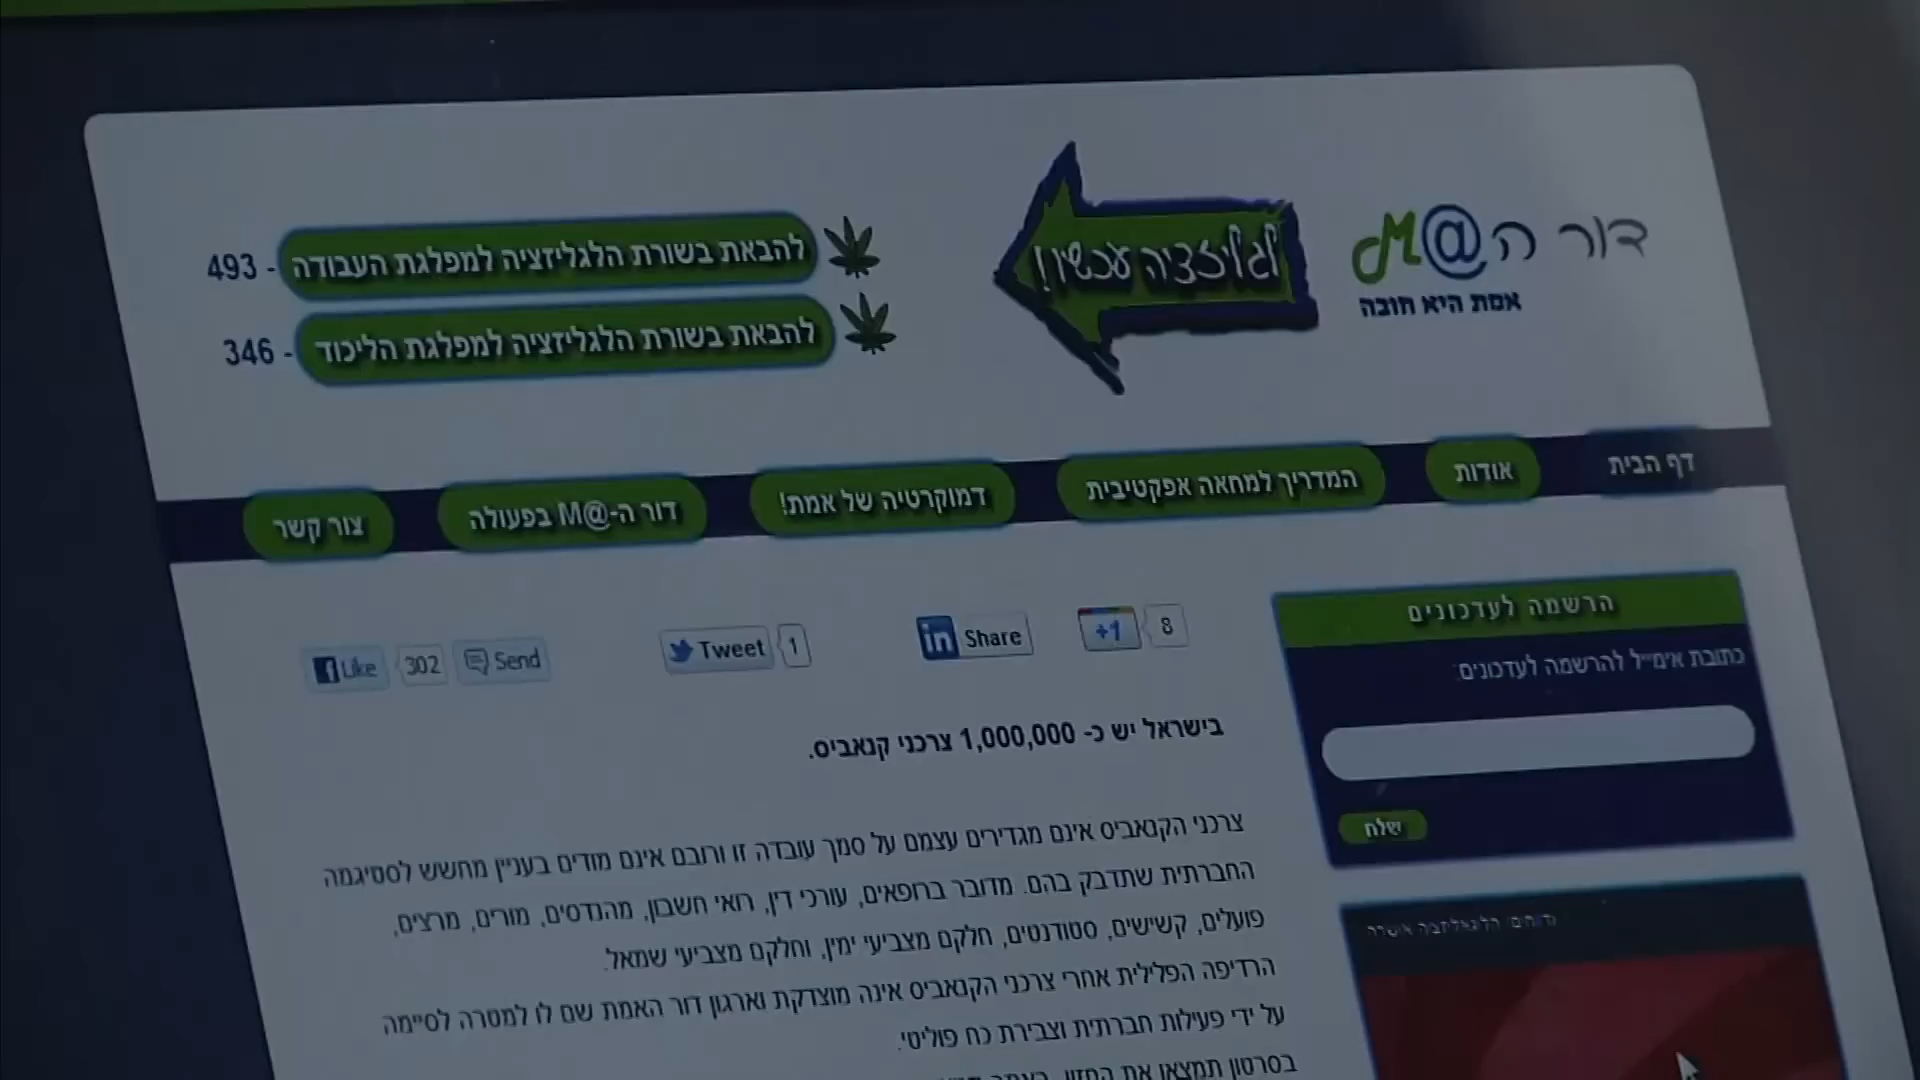 דור ה M@
אמת היא חובה
לגליזציה עכשיו!
להבאת בשורת הלגליזציה למפלגת העבודה - 493
להבאת בשורת הלגליזציה למפלגת הליכוד - 346
דף הבית
אודות
המדריך למחאה אפקטיבית
דמוקרטיה של אמת!
דור ה-M@ בפעולה
צור קשר
Like 302 Send Tweet 1 Share +1 8
בישראל יש כ- 1,000,000 צרכני קנאביס.
צרכני הקנאביס אינם מגדירים עצמם על סמך עובדה זו ורובם אינם מודים בעניין מחשש לסטיגמה
החברתית שתדבק בהם. מדובר ברופאים, עורכי דין, רואי חשבון, מהנדסים, מורים, מרצים,
פועלים, קשישים, סטודנטים, חלקם מצביעי ימין, וחלקם מצביעי שמאל.
הרדיפה הפלילית אחרי צרכני הקנאביס אינה מוצדקת וארגון דור האמת שם לו למטרה לסיימה
על ידי פעילות חברתית וצבירת כח פוליטי.
בסרטון תמצאו את החזון
הרשמה לעדכונים
כתובת אימייל להרשמה לעדכונים:
שלח